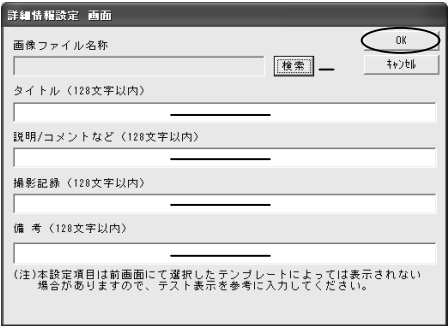 詳細情報設定 画面
画像ファイル名称
OK
検索
キャンセル
タイトル（128文字以内）
説明/コメントなど（128文字以内）
撮影記録（128文字以内）
備 考（128文字以内）
(注)本設定項目は前画面にて選択したテンプレートによっては表示されない
場合がありますので、テスト表示を参考に入力してください。